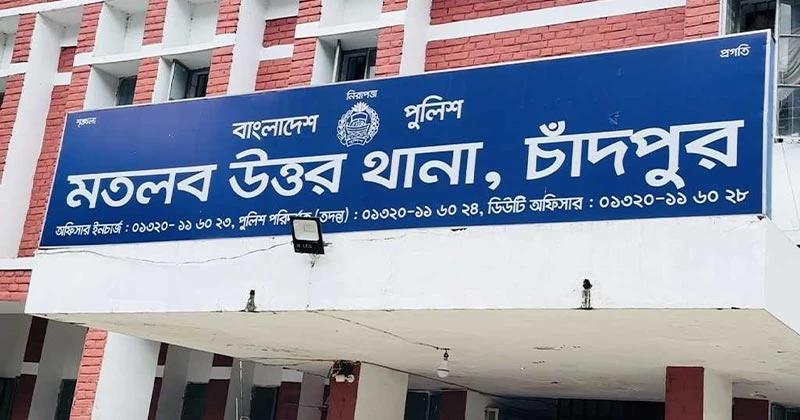 শৃঙ্খলা নিরাপত্তা প্রগতি
বাংলাদেশ পুলিশ
মতলব উত্তর থানা, চাঁদপুর
অফিসার ইনচার্জ : ০১৩২০- ১১ ৬০ ২৩, পুলিশ পরিদর্শক (তদন্ত) : ০১৩২০-১১ ৬০ ২৪, ডিউটি অফিসার : ০১৩২০-১১ ৬০ ২৮